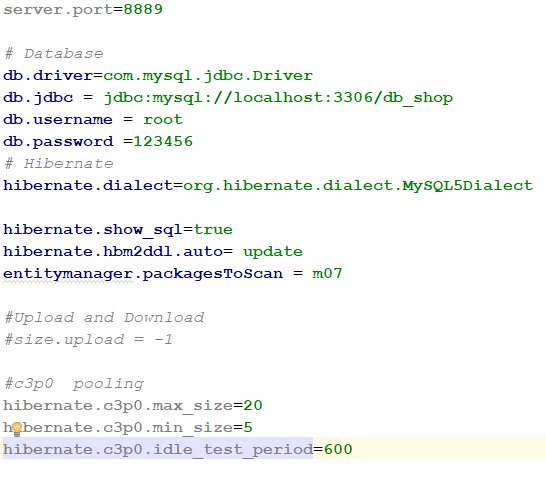 server.port=8889
# Database
db.driver=com.mysql.jdbc.Driver
db.jdbc = jdbc:mysql://localhost:3306/db_shop
db.username = root
db.password =123456
# Hibernate
hibernate.dialect=org.hibernate.dialect.MySQL5Dialect
hibernate.show_sql=true
hibernate.hbm2ddl.auto= update
entitymanager.packagesToScan = m07
#Upload and Download
#size.upload = -1
#c3p0  pooling
hibernate.c3p0.max_size=20
hibernate.c3p0.min_size=5
hibernate.c3p0.idle_test_period=600